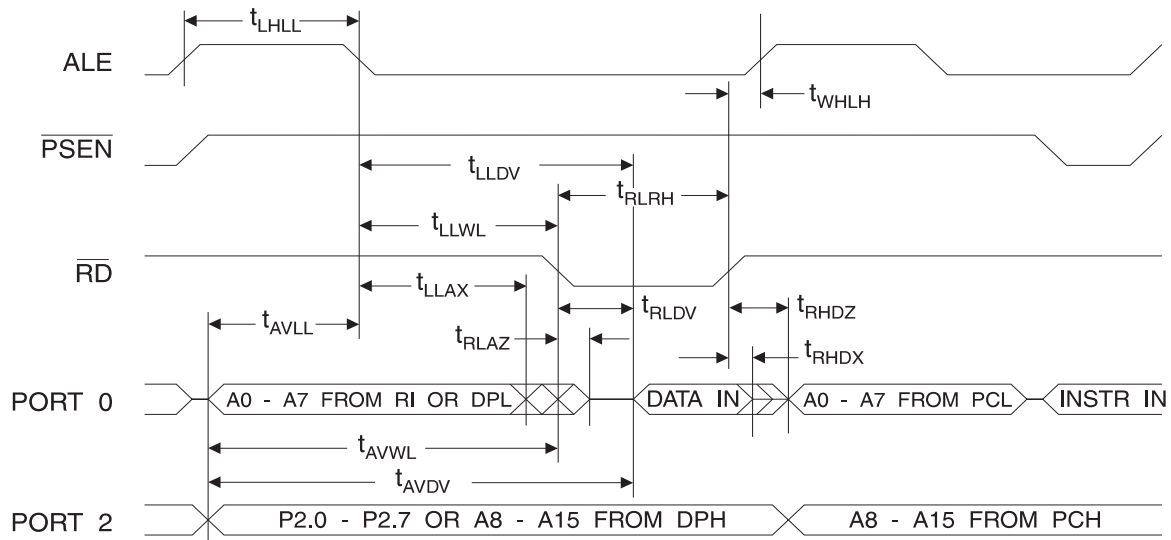 tLHLL
ALE
tWHLH
PSEN
tLLDV
tRLRH
tLLWL
RD
tLLAX
tRLDV
tRHDZ
tAVLL
tRLAZ
tRHDX
PORT 0
A0 - A7 FROM RI OR DPL
DATA IN
A0 - A7 FROM PCL
INSTR IN
tAVWL
tAVDV
PORT 2
P2.0 - P2.7 OR A8 - A15 FROM DPH
A8 - A15 FROM PCH